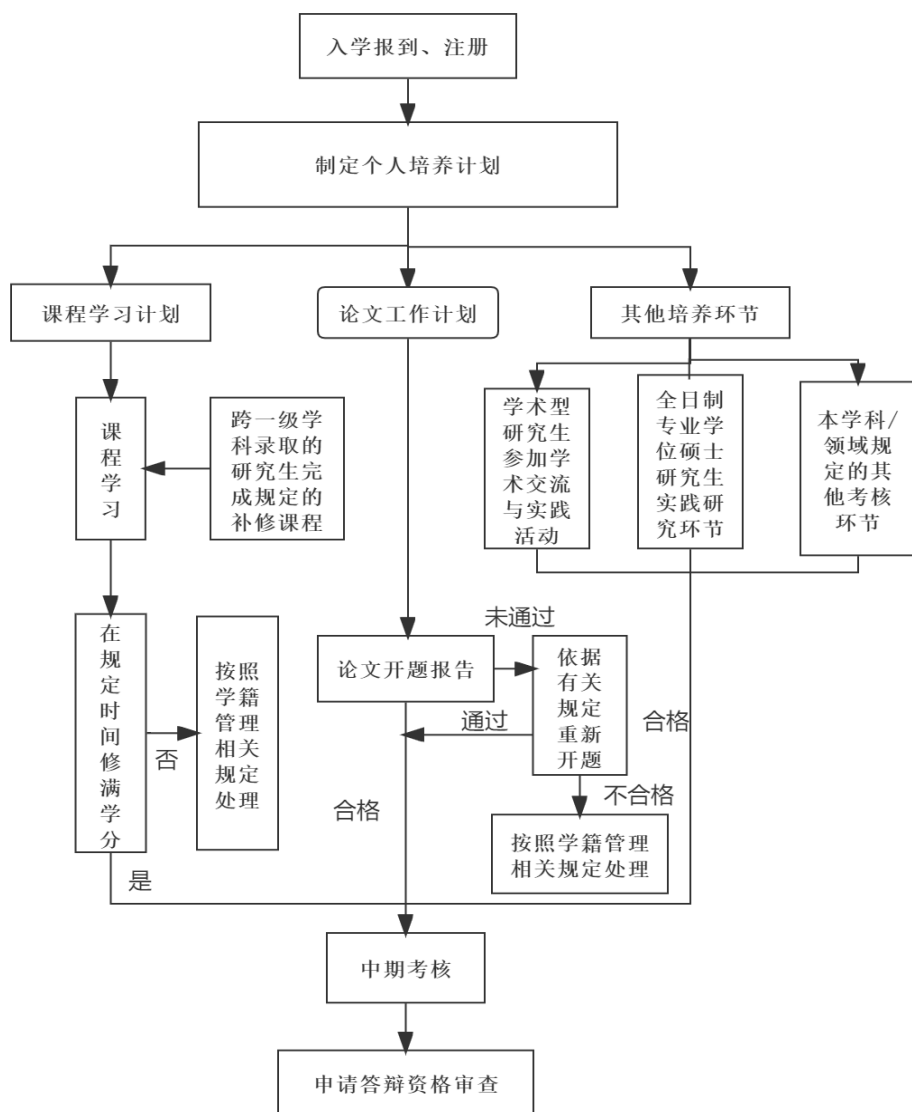 入学报到、注册
制定个人培养计划
课程学习计划
论文工作计划
其他培养环节
课
程
学
习
跨一级学
科录取的
研究生完
成规定的
补修课程
学术型
研究生
参加学
术交流
与实践
活动
全日制
专业学
位硕士
研究生
实践研
究环节
本学科/
领域规
定的其
他考核
环节
在
规
定
时
间
修
满
学
分
否
按照
学籍
管理
相关
规定
处理
论文开题报告
未通过
通过
依据
有关
规定
重新
开题
合格
合格
不合格
按照学籍管理
相关规定处理
是
中期考核
申请答辩资格审查